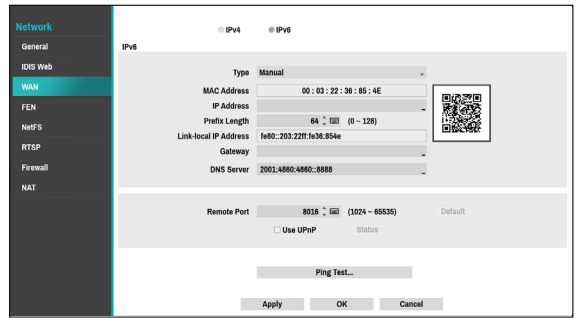 Network
General
IDIS Web
WAN
FEN
NetFS
RTSP
Firewall
NAT
IPv4 IPv6
IPv6
Type Manual
MAC Address 00 : 03 : 22 : 36 : 85 : 4E
IP Address
Prefix Length 64 (0 ~ 128)
Link-local IP Address fe80::203:22ff:fe36:854e
Gateway
DNS Server 2001:4860:4860::8888
Remote Port 8016 (1024 ~ 65535) Default
Use UPnP Status
Ping Test...
Apply OK Cancel